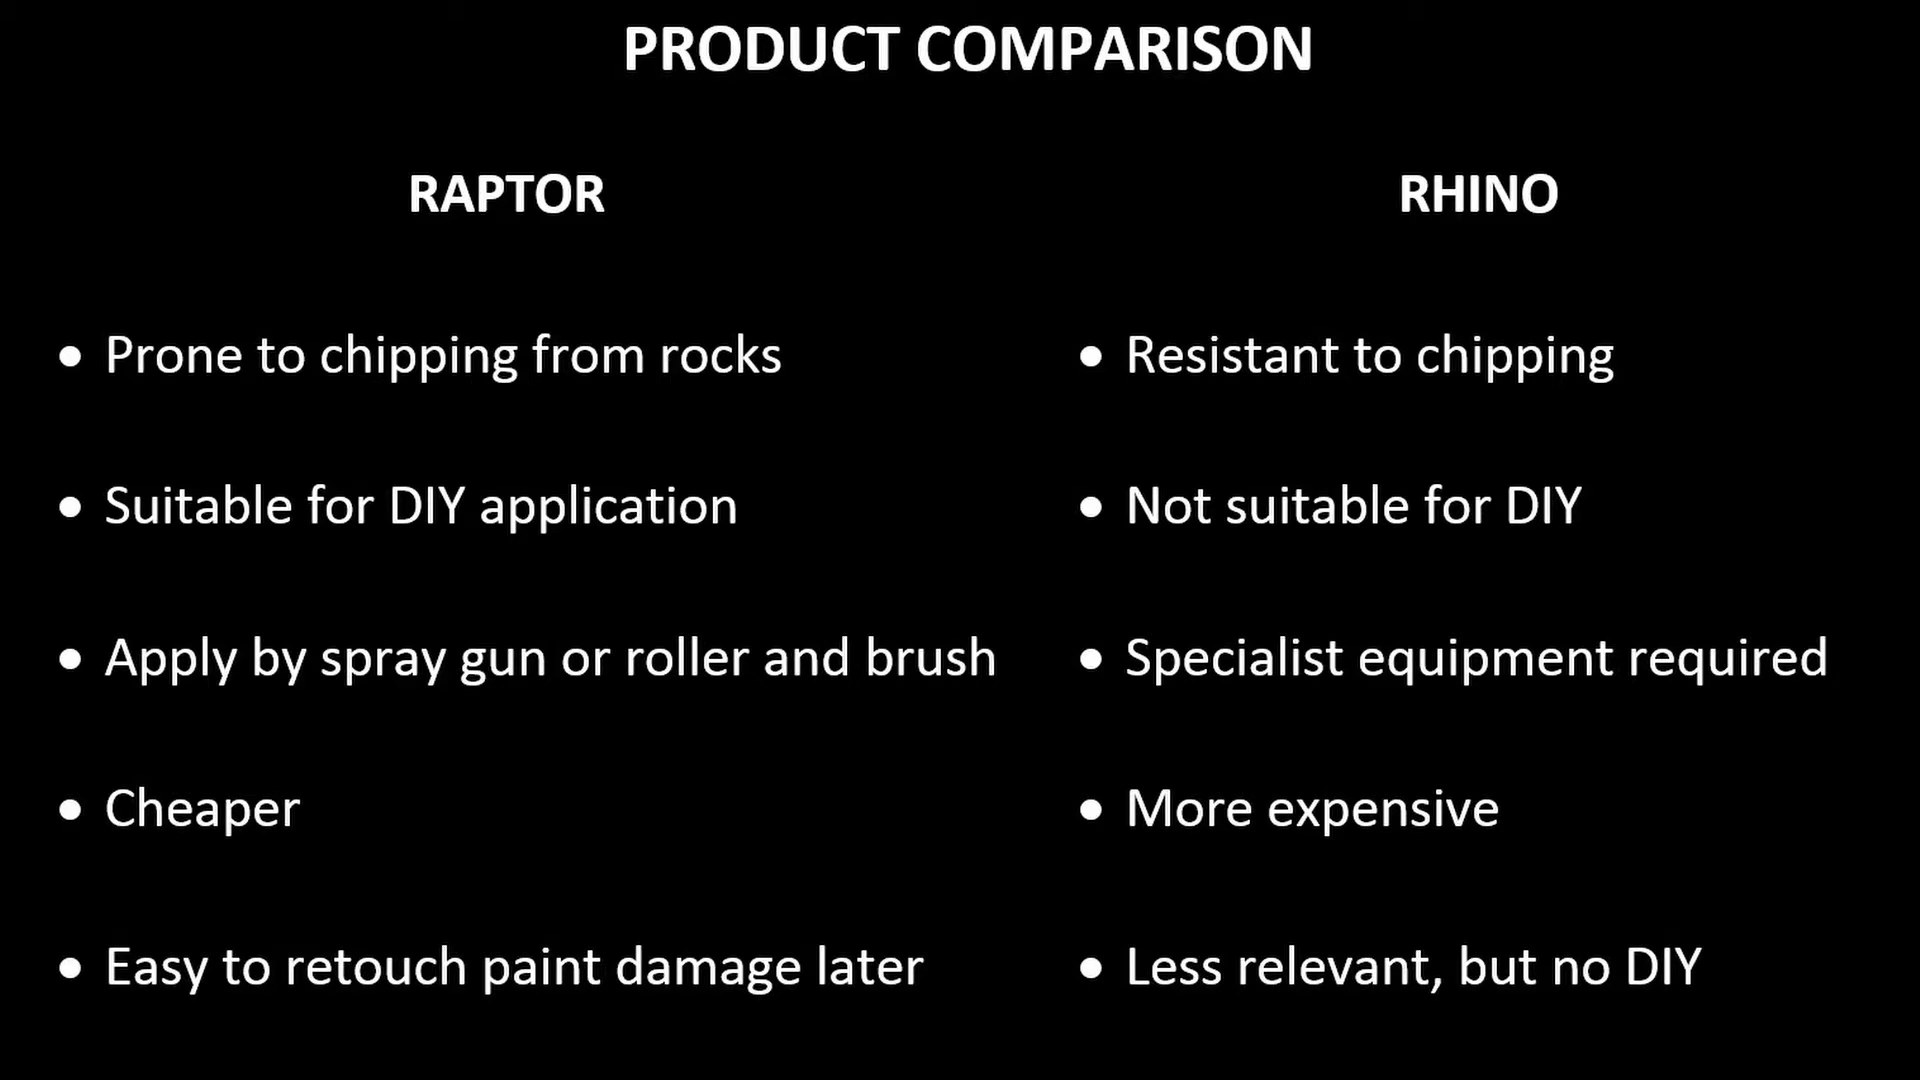 PRODUCT COMPARISON
RAPTOR
• Prone to chipping from rocks
• Suitable for DIY application
• Apply by spray gun or roller and brush
• Cheaper
• Easy to retouch paint damage later
RHINO
• Resistant to chipping
• Not suitable for DIY
• Specialist equipment required
• More expensive
• Less relevant, but no DIY